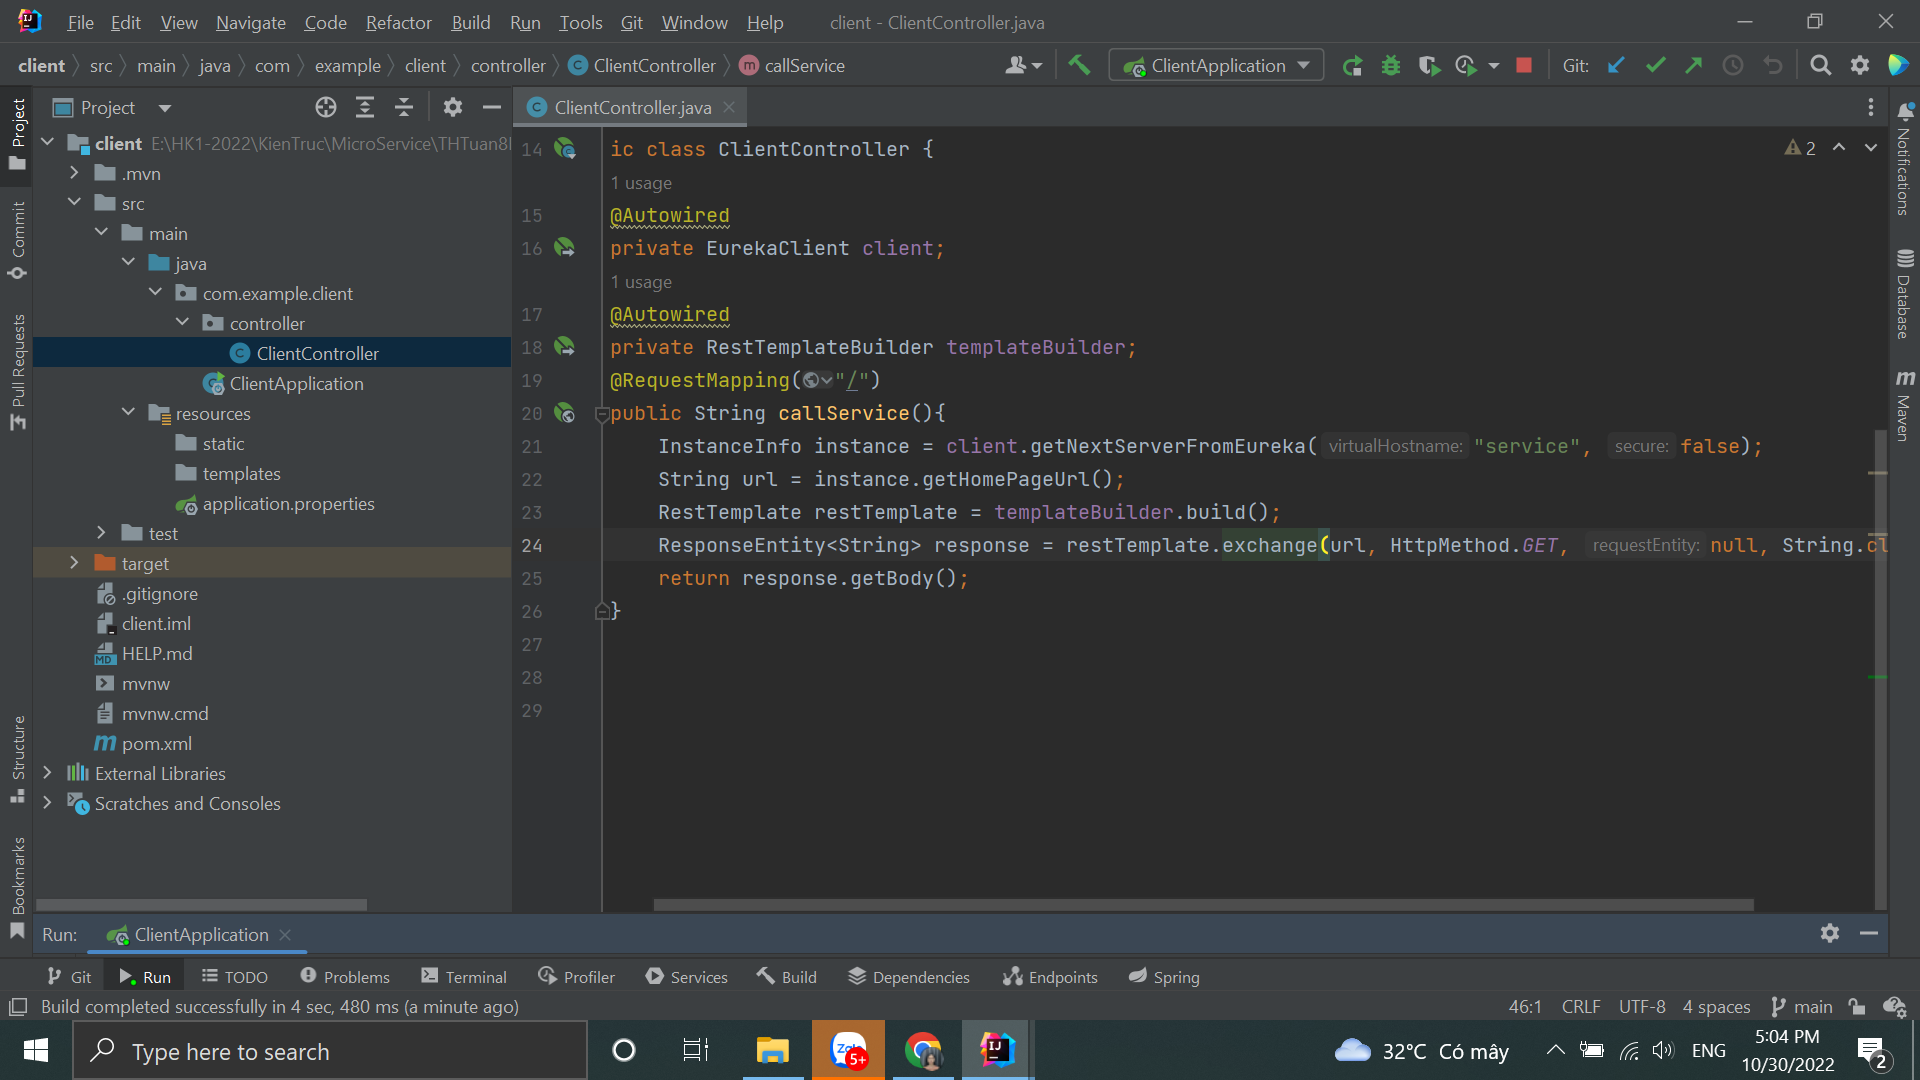 File Edit View Navigate Code Refactor Build Run Tools Git Window Help client - ClientController.java
client src main java com example client controller ClientController callService ClientApplication Git:
Project
ClientController.java
client E:\HK1-2022\KienTruc\MicroService\THTuan8
.mvn
src
main
java
com.example.client
controller
ClientController
ClientApplication
resources
static
templates
application.properties
test
target
.gitignore
client.iml
HELP.md
mvnw
mvnw.cmd
pom.xml
External Libraries
Scratches and Consoles
Project
Commit
Pull Requests
Structure
Bookmarks
14 ic class ClientController {
2
1 usage
15 @Autowired
16 private EurekaClient client;
1 usage
17 @Autowired
18 private RestTemplateBuilder templateBuilder;
19 @RequestMapping("/")
20 public String callService(){
21 InstanceInfo instance = client.getNextServerFromEureka( virtualHostname: "service", secure: false);
22 String url = instance.getHomePageUrl();
23 RestTemplate restTemplate = templateBuilder.build();
24 ResponseEntity<String> response = restTemplate.exchange(url, HttpMethod.GET, requestEntity: null, String.cl
25 return response.getBody();
26 }
27
28
29
Notifications
Database
Maven
Run: ClientApplication
Git Run TODO Problems Terminal Profiler Services Build Dependencies Endpoints Spring
Build completed successfully in 4 sec, 480 ms (a minute ago) 46:1 CRLF UTF-8 4 spaces main
Type here to search
Zalo 5+
32°C Có mây ENG
5:04 PM
10/30/2022
2